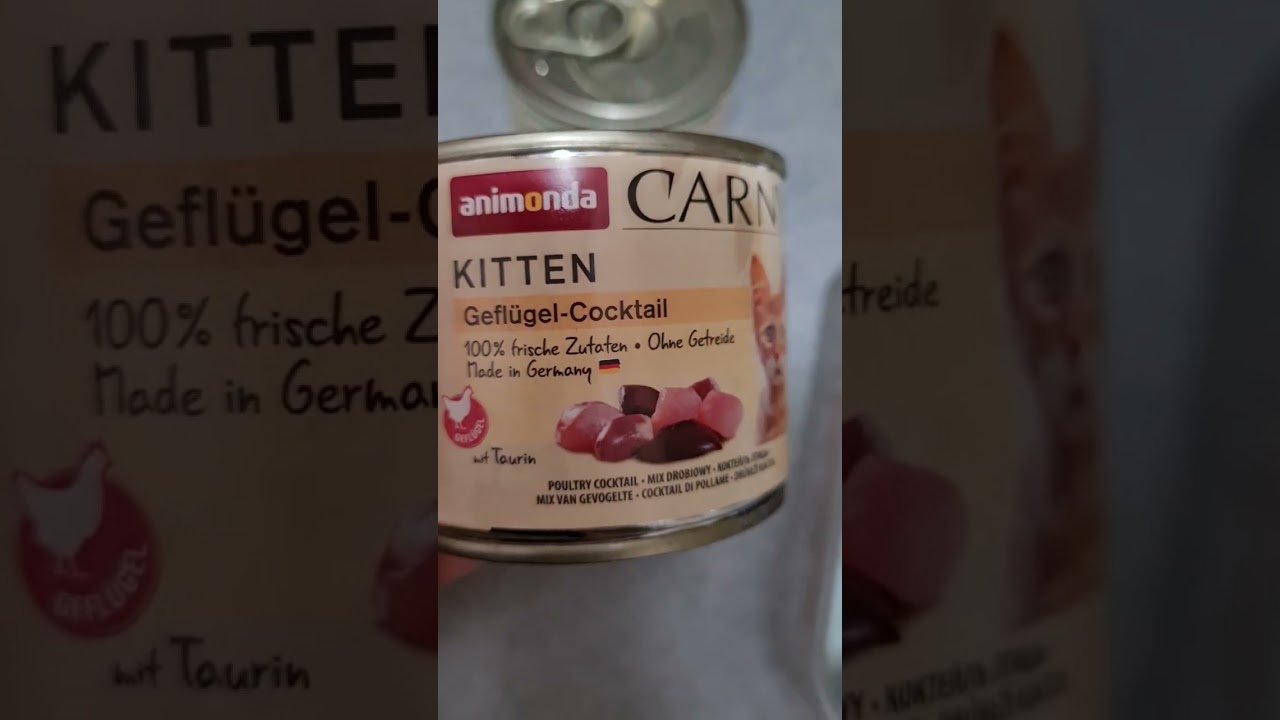 animonda
CARN
KITTEN
Geflügel-Cocktail
100% frische Zutaten • Ohne Getreide
Made in Germany
GEFLÜGEL
mit Taurin
POULTRY COCKTAIL • MIX DROBIOWY • КОКТЕЙЛЬ
MIX VAN GEVOGELTE • COCKTAIL DI POLLAME •